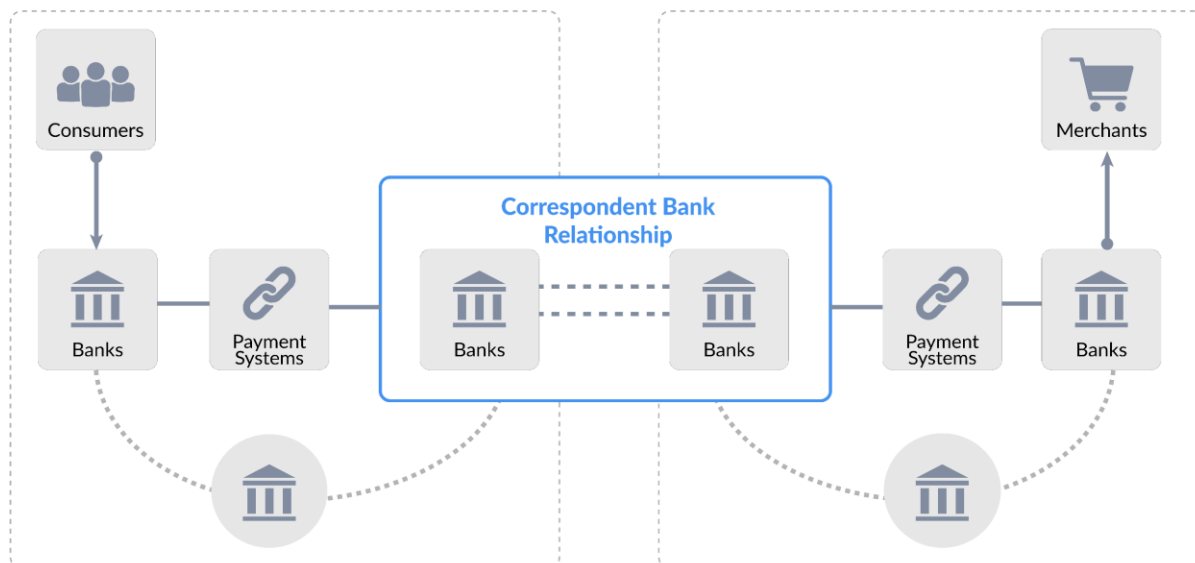 Consumers
Merchants
Correspondent Bank
Relationship
Banks
Payment
Systems
Banks
Banks
Payment
Systems
Banks